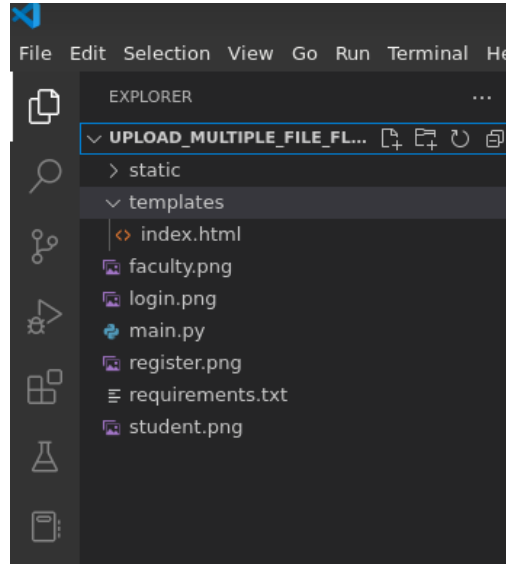 File Edit Selection View Go Run Terminal He
EXPLORER ...
UPLOAD_MULTIPLE_FILE_FL...
static
templates
index.html
faculty.png
login.png
main.py
register.png
requirements.txt
student.png